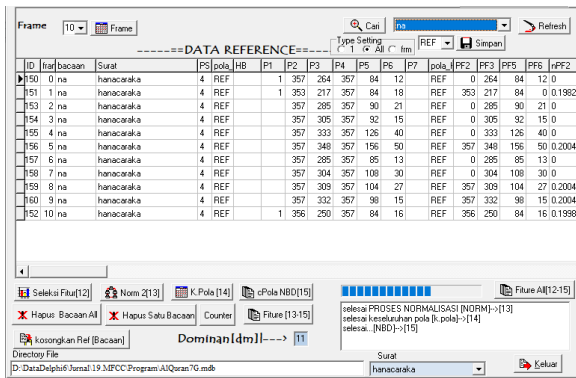 Frame 10 Frame Cari na Refresh
Type Setting
-----==DATA REFERENCE==---- 1 All frm REF Simpan
ID frar bacaan Surat PS pola_ HB P1 P2 P3 P4 P5 P6 P7 pola_f PF2 PF3 PF5 PF6 nPF2
150 0 na hanacaraka 4 REF 1 357 264 357 84 12 REF 0 264 84 12 0
151 1 na hanacaraka 4 REF 1 353 217 357 84 18 REF 353 217 84 0 0.1982
153 2 na hanacaraka 4 REF 357 285 357 90 21 REF 0 285 90 21 0
154 3 na hanacaraka 4 REF 357 305 357 92 15 REF 0 305 92 15 0
155 4 na hanacaraka 4 REF 357 333 357 126 40 REF 0 333 126 40 0
156 5 na hanacaraka 4 REF 357 348 357 156 50 REF 357 348 156 50 0.2004
157 6 na hanacaraka 4 REF 357 285 357 85 13 REF 0 285 85 13 0
158 7 na hanacaraka 4 REF 357 304 357 108 30 REF 0 304 108 30 0
159 8 na hanacaraka 4 REF 357 309 357 104 27 REF 357 309 104 27 0.2004
160 9 na hanacaraka 4 REF 357 332 357 98 15 REF 357 332 98 15 0.2004
152 10 na hanacaraka 4 REF 1 356 250 357 84 16 REF 356 250 84 16 0.1998
Seleksi Fitur[12] Norm 2[13] K.Pola [14] cPola NBD[15] Fiture All[12-15]
Hapus Bacaan All Hapus Satu Bacaan Counter Fiture [13-15]
selesai PROSES NORMALISASI [NORM]-->[13]
selesai keseluruhan pola [k.pola]-->[14]
selesai...[NBD]-->[15]
kosongkan Ref [Bacaan] Dominan[dm]|---> 11
Directory File Surat
D:\DataDelphi6\Jurnal\19.MFCC\Program\AlQuran7G.mdb hanacaraka Keluar